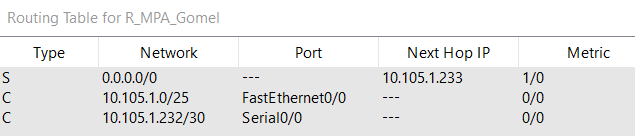 Routing Table for R_MPA_Gomel
Type Network Port Next Hop IP Metric
S 0.0.0.0/0 --- 10.105.1.233 1/0
C 10.105.1.0/25 FastEthernet0/0 --- 0/0
C 10.105.1.232/30 Serial0/0 --- 0/0